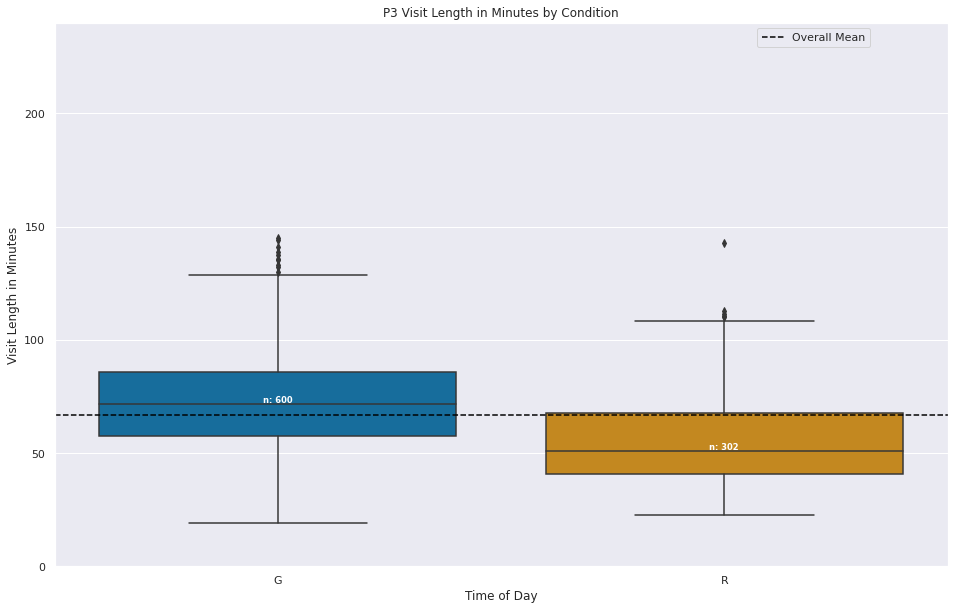 P3 Visit Length in Minutes by Condition
Overall Mean
Visit Length in Minutes
200
150
100
50
0
n: 600
n: 302
G
R
Time of Day